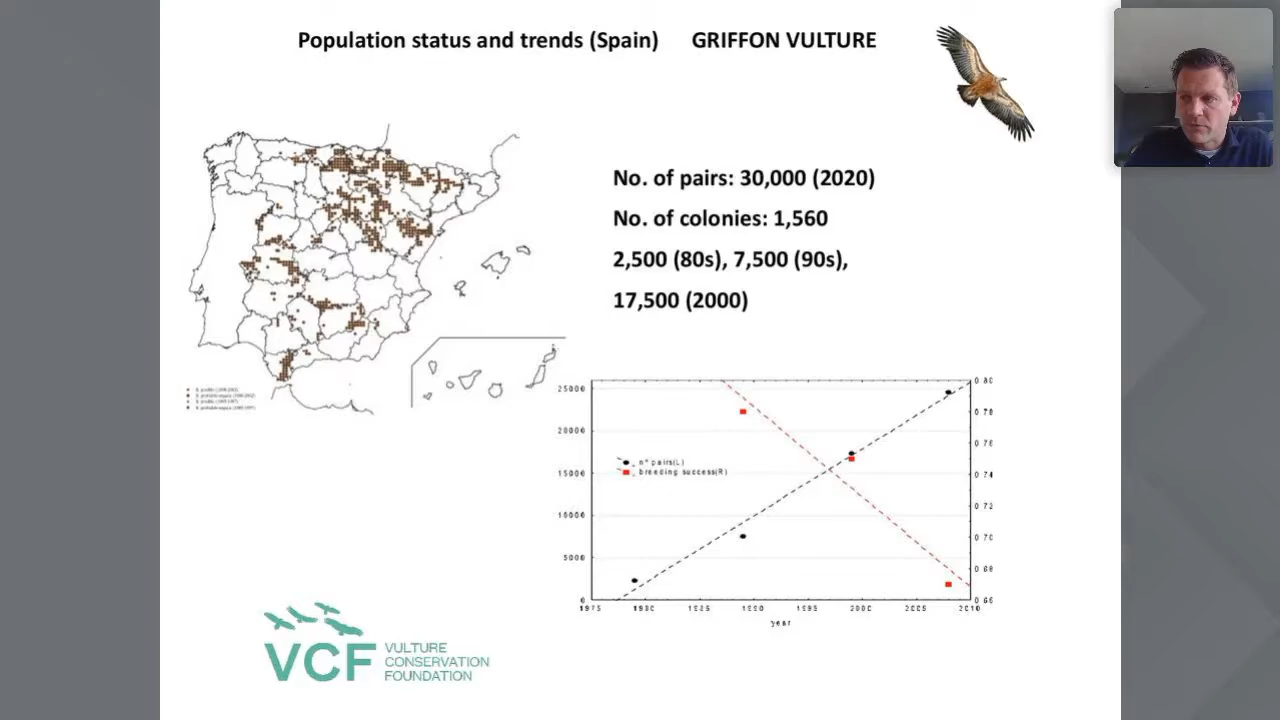 Population status and trends (Spain) GRIFFON VULTURE
No. of pairs: 30,000 (2020)
No. of colonies: 1,560
2,500 (80s), 7,500 (90s),
17,500 (2000)
25000
20000
15000
10000
5000
0
n° pairs(L)
breeding success(R)
0.80
0.78
0.76
0.74
0.72
0.70
0.68
0.66
1975 1980 1985 1990 1995 2000 2005 2010
year
VCF
VULTURE
CONSERVATION
FOUNDATION